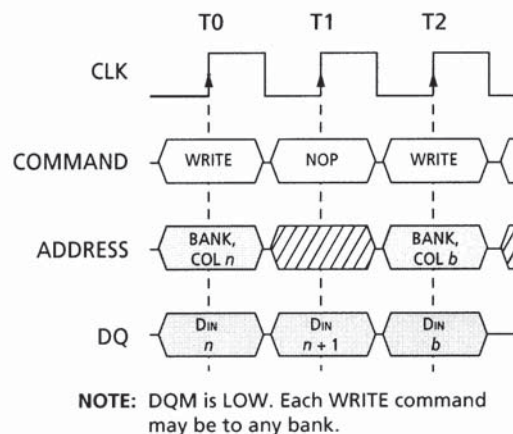 T0 T1 T2
CLK
COMMAND WRITE NOP WRITE
ADDRESS BANK, COL n BANK, COL b
DQ DIN n DIN n + 1 DIN b
NOTE: DQM is LOW. Each WRITE command
may be to any bank.